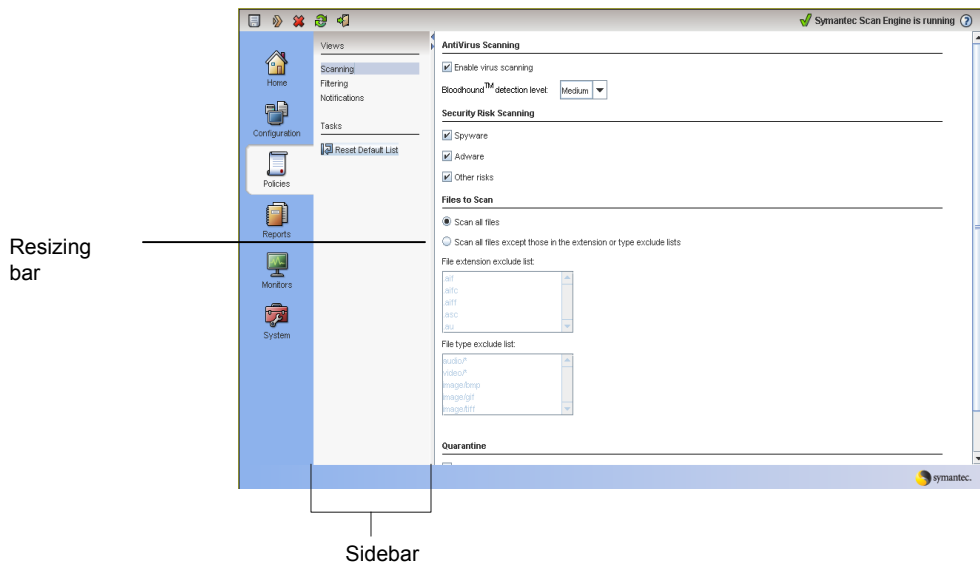 Symantec Scan Engine is running
Home
Configuration
Policies
Reports
Monitors
System
Views
Scanning
Filtering
Notifications
Tasks
Reset Default List
AntiVirus Scanning
Enable virus scanning
Bloodhound™ detection level: Medium
Security Risk Scanning
Spyware
Adware
Other risks
Files to Scan
Scan all files
Scan all files except those in the extension or type exclude lists
File extension exclude list:
.aif
.aifc
.aiff
.asc
.au
File type exclude list:
audio/*
video/*
image/bmp
image/gif
image/tiff
Quarantine
symantec.
Resizing
bar
Sidebar